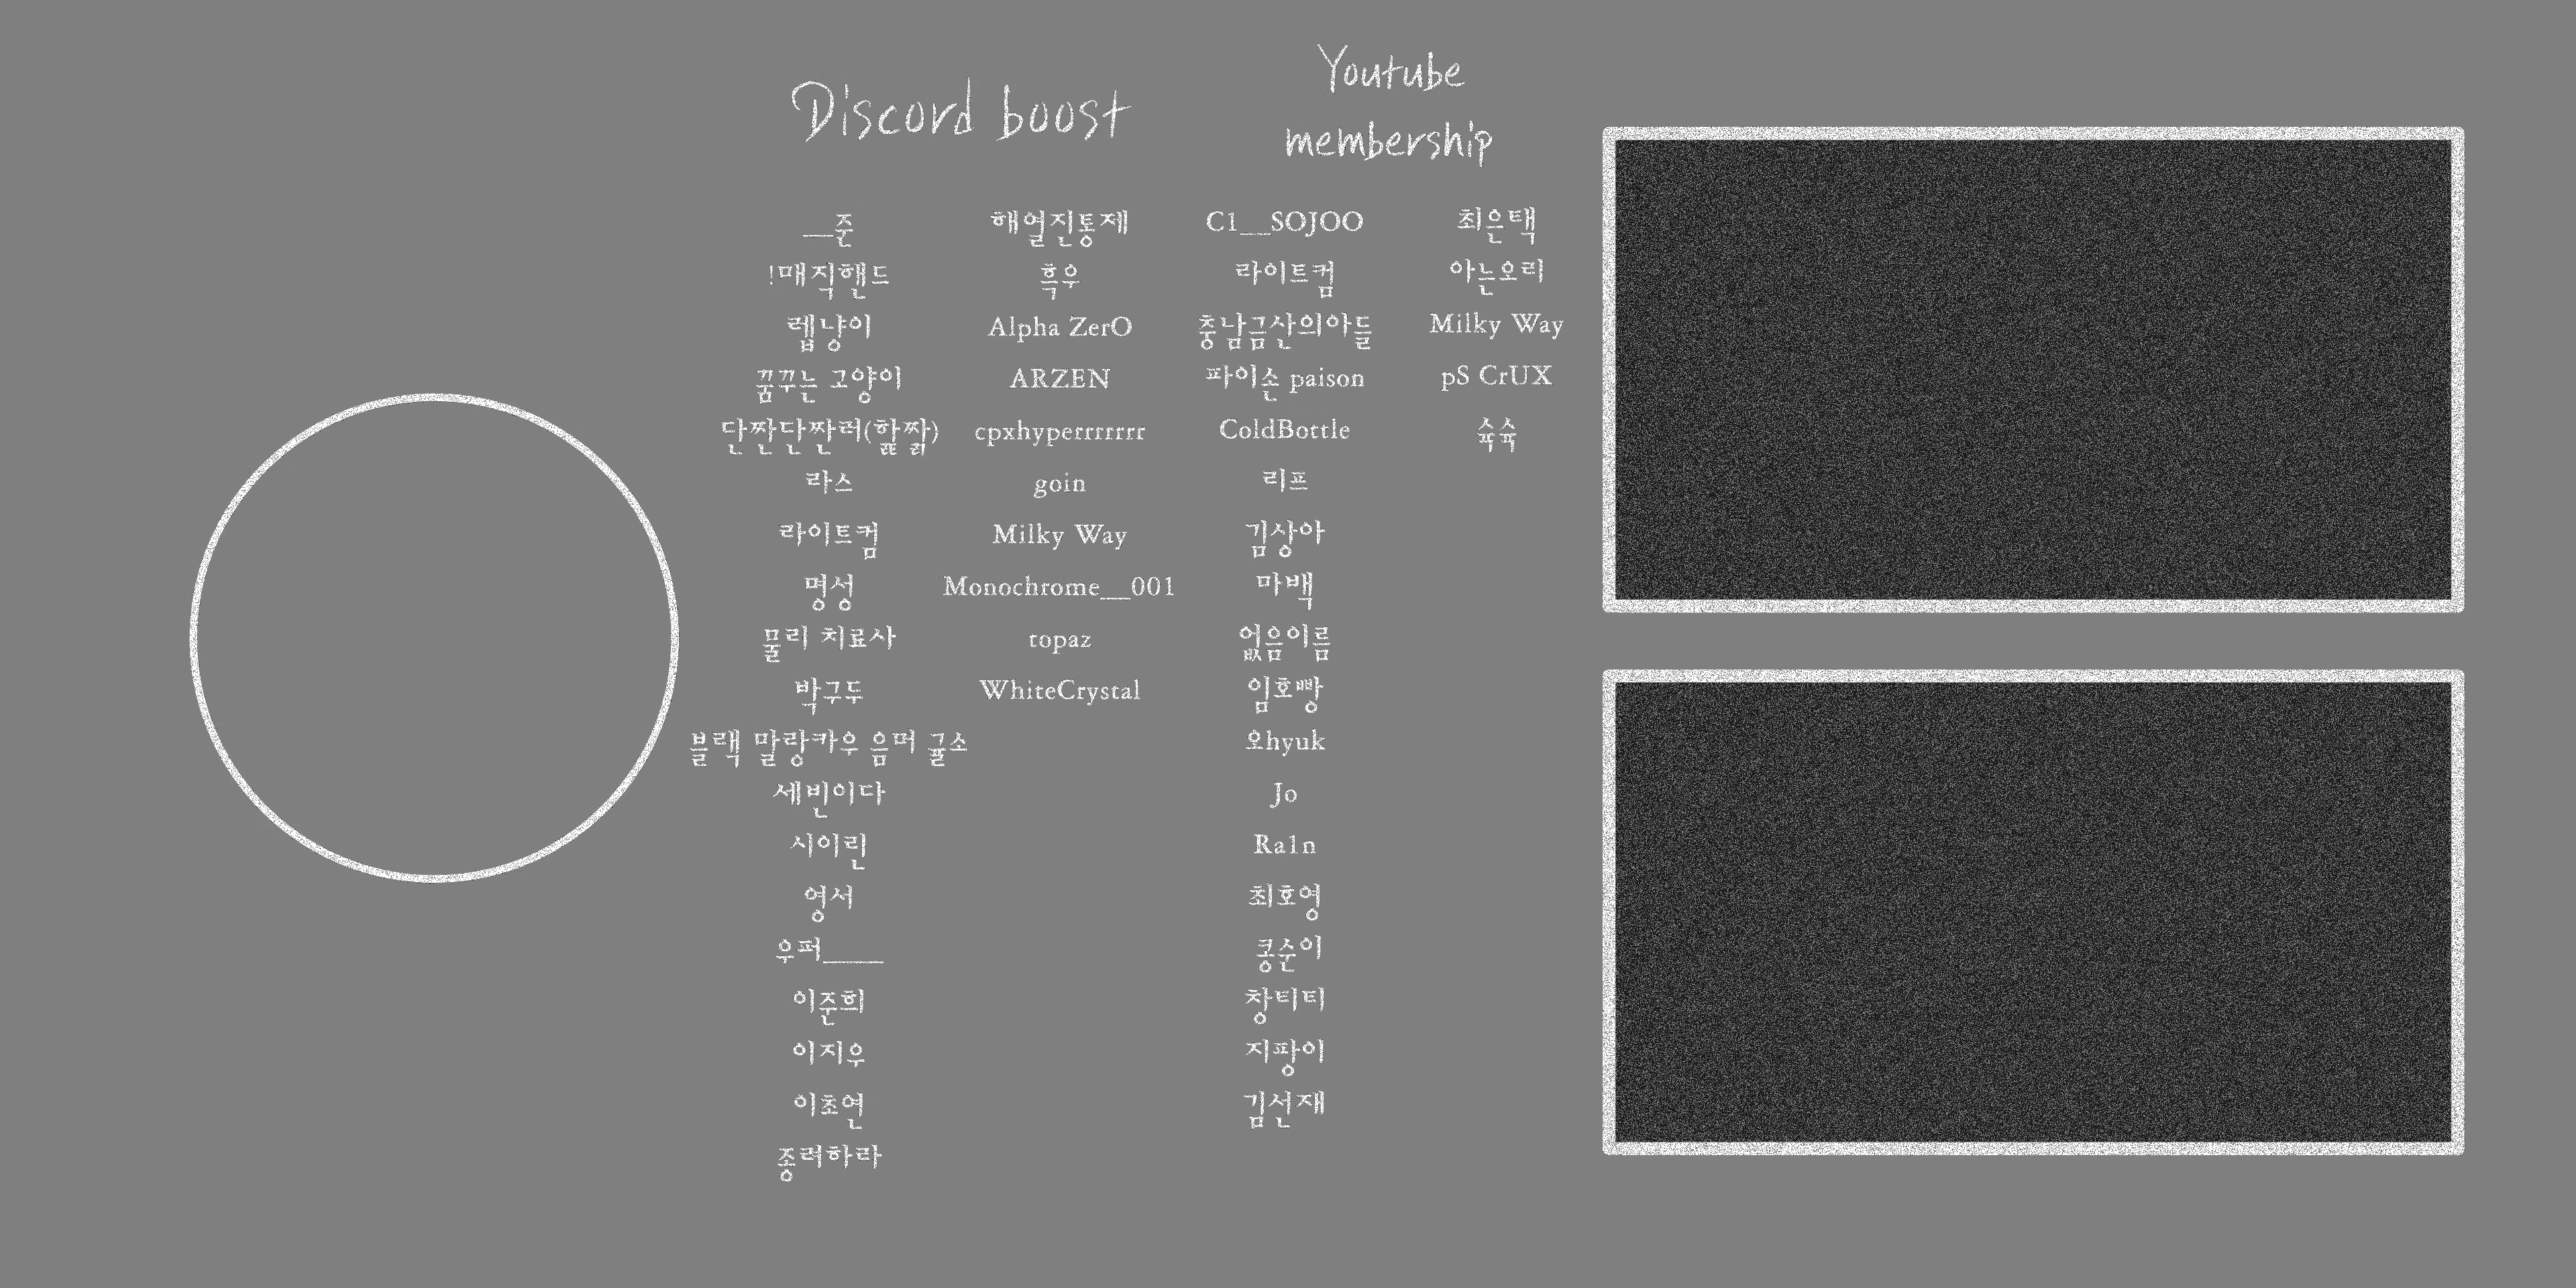 Discord boost
__준
!매직핸드
렙냥이
꿈꾸는 고양이
단짠단짠러(핥짥)
라스
라이트컴
명성
물리 치료사
박구두
블랙 말랑카우 음머 귤소
세빈이다
시이린
영서
우퍼____
이준희
이지우
이초연
종려하라
해열진통제
흑우
Alpha ZerO
ARZEN
cpxhyperrrrrrr
goin
Milky Way
Monochrome__001
topaz
WhiteCrystal
Youtube
membership
C1__SOJOO
라이트컴
충남금산의아들
파이손 paison
ColdBottle
리프
김상아
마백
없음이름
임호빵
오hyuk
Jo
Ra1n
최호영
콩순이
창티티
지팡이
김선재
최은택
아는오리
Milky Way
pS CrUX
슉슉